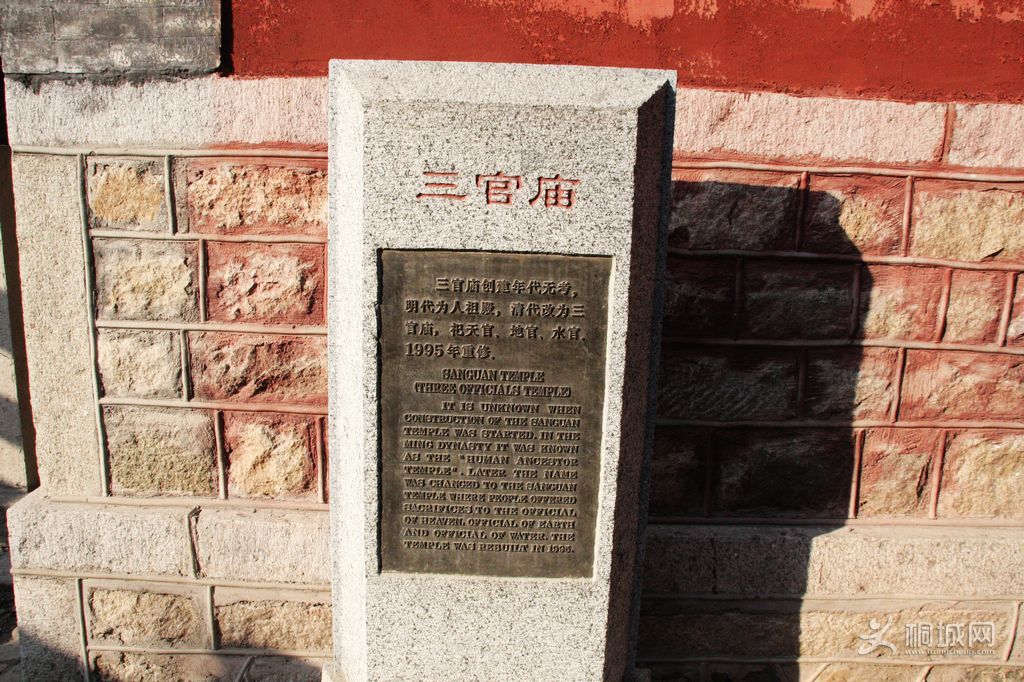 三官庙
三官庙创建年代无考，
明代为人祖殿，清代改为三
官庙，祀天官、地官、水官。
1995年重修。
SANGUAN TEMPLE
(THREE OFFICIALS TEMPLE)
IT IS UNKNOWN WHEN
CONSTRUCTION OF THE SANGUAN
TEMPLE WAS STARTED. IN THE
MING DYNASTY IT WAS KNOWN
AS THE "HUMAN ANCESTOR
TEMPLE". LATER THE NAME
WAS CHANGED TO THE SANGUAN
TEMPLE WHERE PEOPLE OFFERED
SACRIFICES TO THE OFFICIAL
OF HEAVEN. OFFICIAL OF EARTH
AND OFFICIAL OF WATER. THE
TEMPLE WAS REBUILT IN 1995.
桐城网
www.tongcheng.com